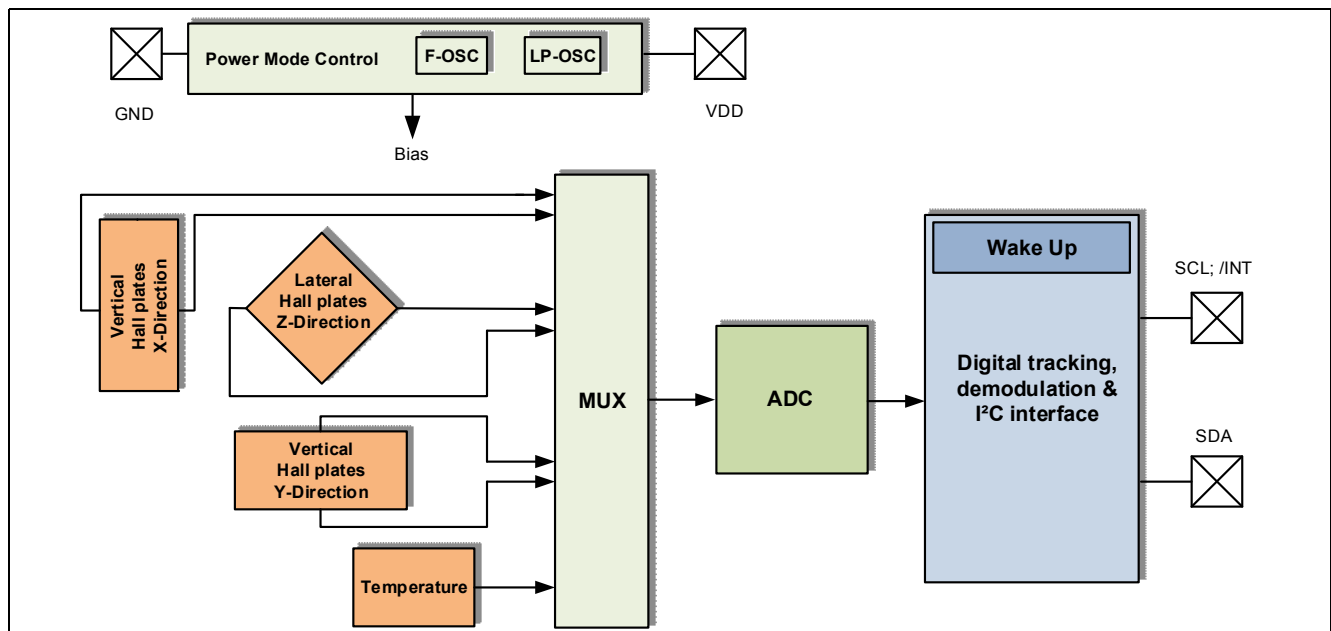 Power Mode Control
F-OSC
LP-OSC
GND
VDD
Bias
Vertical
Hall plates
X-Direction
Lateral
Hall plates
Z-Direction
Vertical
Hall plates
Y-Direction
Temperature
MUX
ADC
Wake Up
Digital tracking,
demodulation &
I²C interface
SCL; /INT
SDA